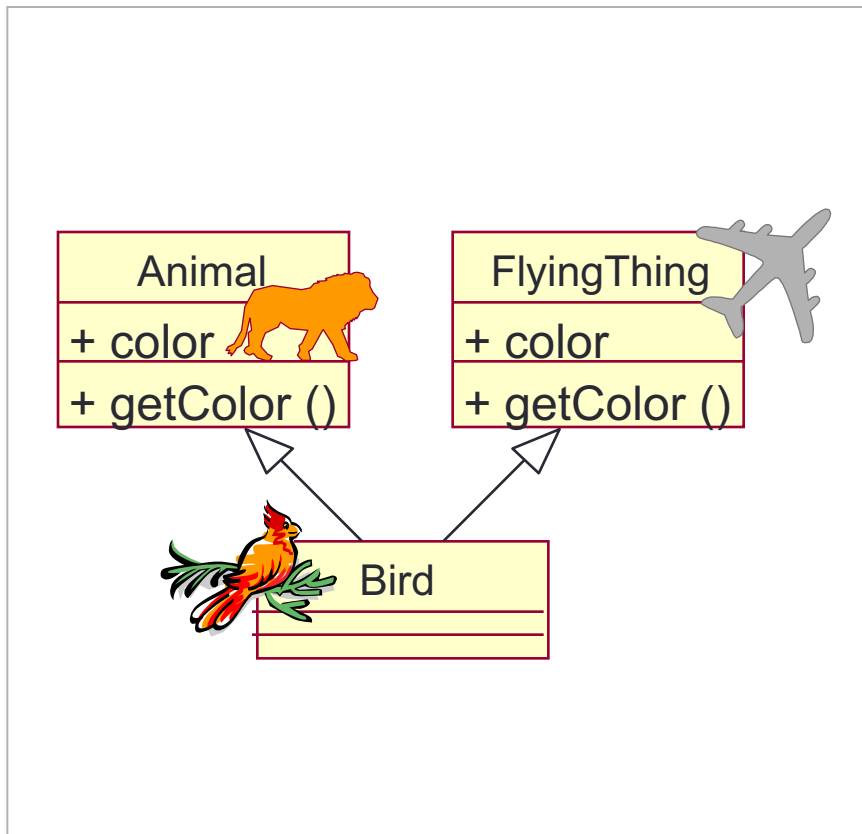 Animal
+ color
+ getColor ()
FlyingThing
+ color
+ getColor ()
Bird